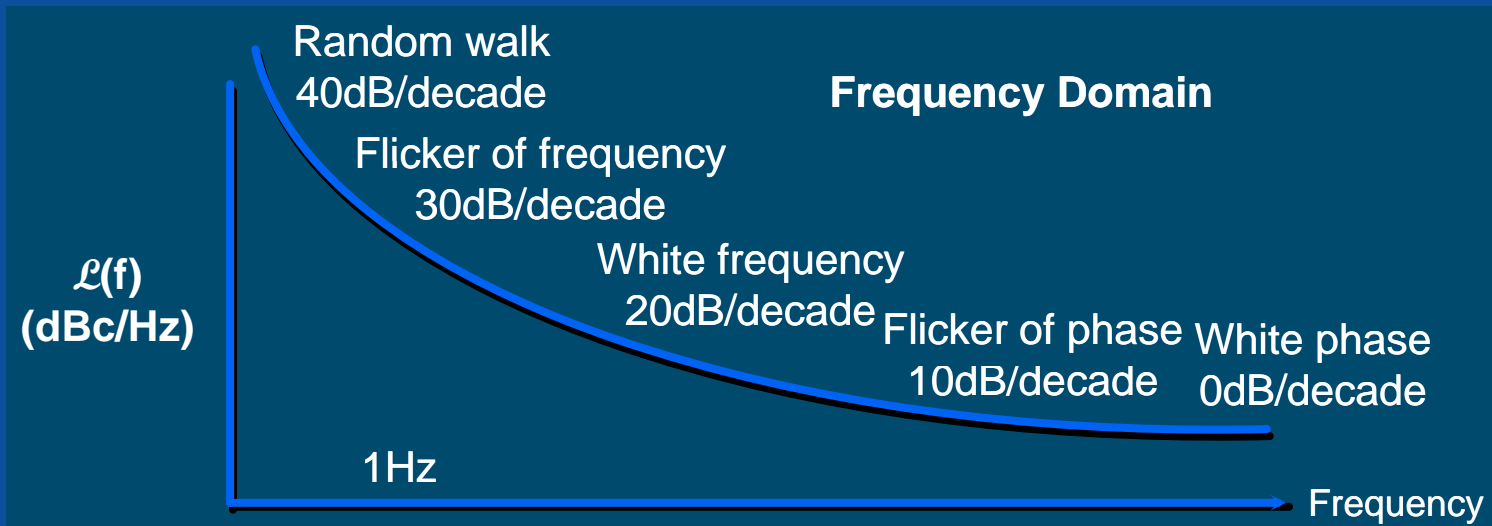 Random walk
40dB/decade
Frequency Domain
Flicker of frequency
30dB/decade
White frequency
20dB/decade
Flicker of phase
10dB/decade
White phase
0dB/decade
ℒ(f)
(dBc/Hz)
1Hz
Frequency